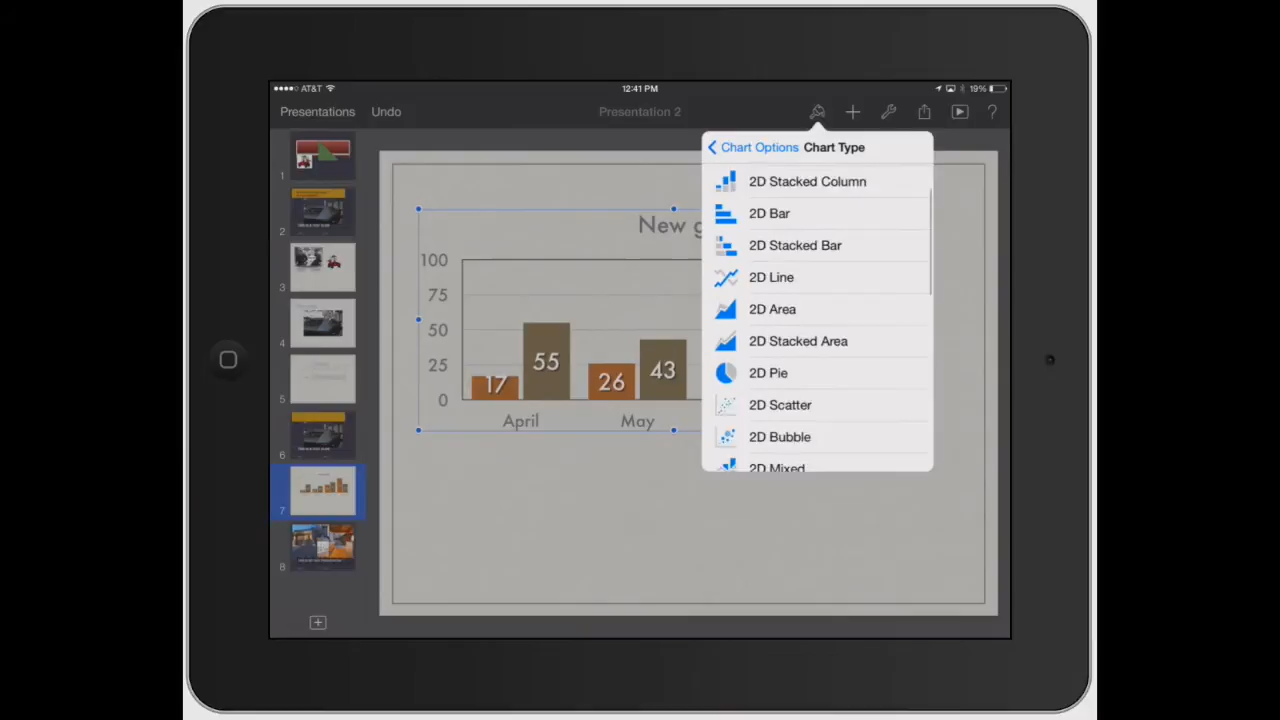 AT&T 12:41 PM 19%
Presentations Undo Presentation 2 ?
Chart Options Chart Type
2D Stacked Column
2D Bar
2D Stacked Bar
2D Line
2D Area
2D Stacked Area
2D Pie
2D Scatter
2D Bubble
2D Mixed
New g
100
75
50
25
0
17 55 26 43
April May
1
2
3
4
5
6
7
8